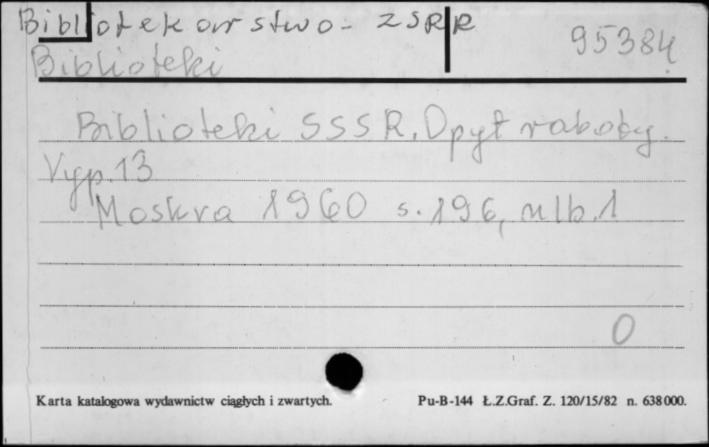 Bibliotekarstwo - ZSRR
95384
Biblioteki
Biblioteki SSSR, Opyt raboty.
Vyp. 13
Moskva 1960 s. 196, nlb. 1
0
Karta katalogowa wydawnictw ciągłych i zwartych. Pu-B-144 Ł.Z.Graf. Z. 120/15/82 n. 638000.